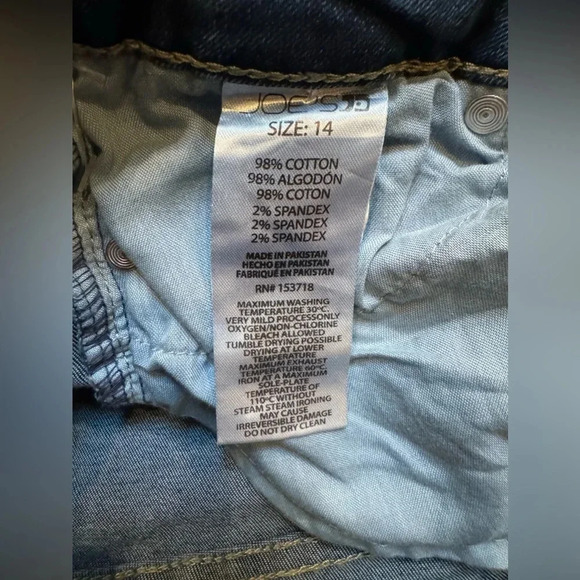 JOE'S
SIZE: 14
98% COTTON
98% ALGODÓN
98% COTON
2% SPANDEX
2% SPANDEX
2% SPANDEX
MADE IN PAKISTAN
HECHO EN PAKISTAN
FABRIQUÉ EN PAKISTAN
RN# 153718
MAXIMUM WASHING
TEMPERATURE 30ºC.
VERY MILD PROCESSONLY
OXYGEN/NON-CHLORINE
BLEACH ALLOWED
TUMBLE DRYING POSSIBLE
DRYING AT LOWER
TEMPERATURE
MAXIMUM EXHAUST
TEMPERATURE 60ºC.
IRON AT A MAXIMUM
SOLE-PLATE
TEMPERATURE OF
110ºC WITHOUT
STEAM STEAM IRONING
MAY CAUSE
IRREVERSIBLE DAMAGE
DO NOT DRY CLEAN